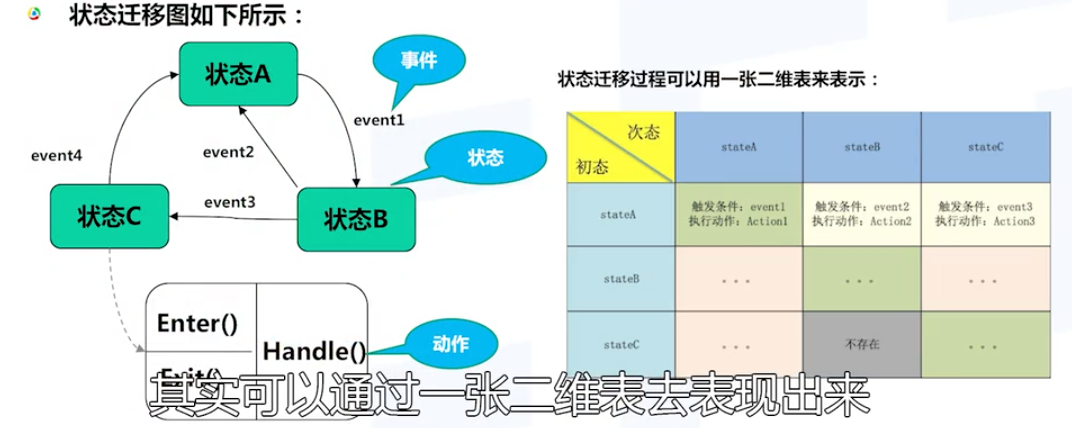 状态迁移图如下所示：
状态A
事件
event1
event2
状态
event4
event3
状态C
状态B
Enter()
Exit()
Handle()
动作
状态迁移过程可以用一张二维表来表示：
次态
初态
stateA
stateB
stateC
stateA
触发条件：event1
执行动作：Action1
触发条件：event2
执行动作：Action2
触发条件：event3
执行动作：Action3
stateB
...
...
...
stateC
...
不存在
...
其实可以通过一张二维表去表现出来